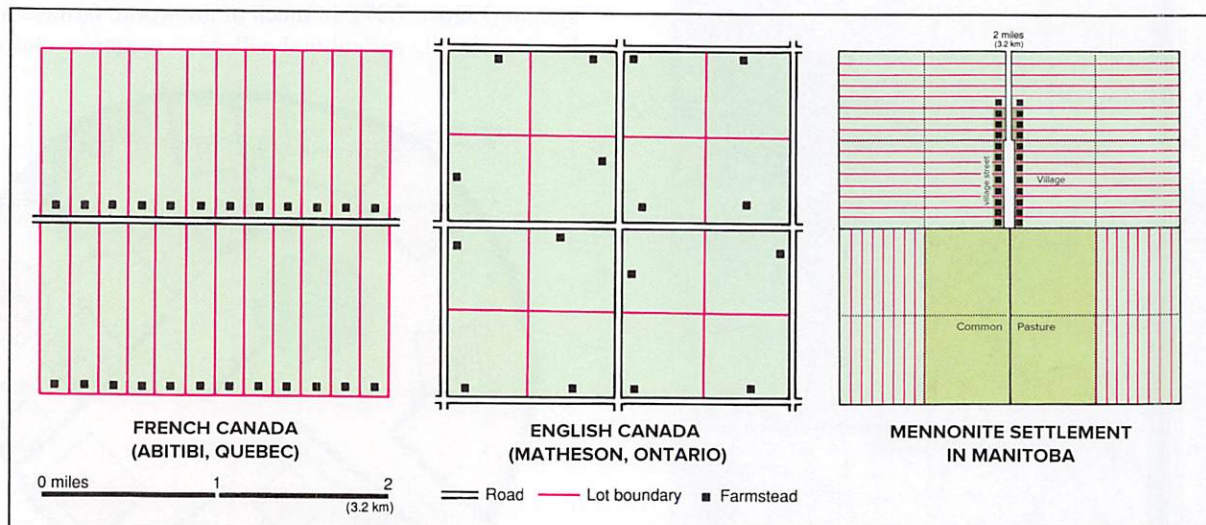 2 miles
(3.2 km)
village street
Village
Common
Pasture
FRENCH CANADA
(ABITIBI, QUEBEC)
ENGLISH CANADA
(MATHESON, ONTARIO)
MENNONITE SETTLEMENT
IN MANITOBA
0 miles 1 2
(3.2 km)
Road Lot boundary Farmstead